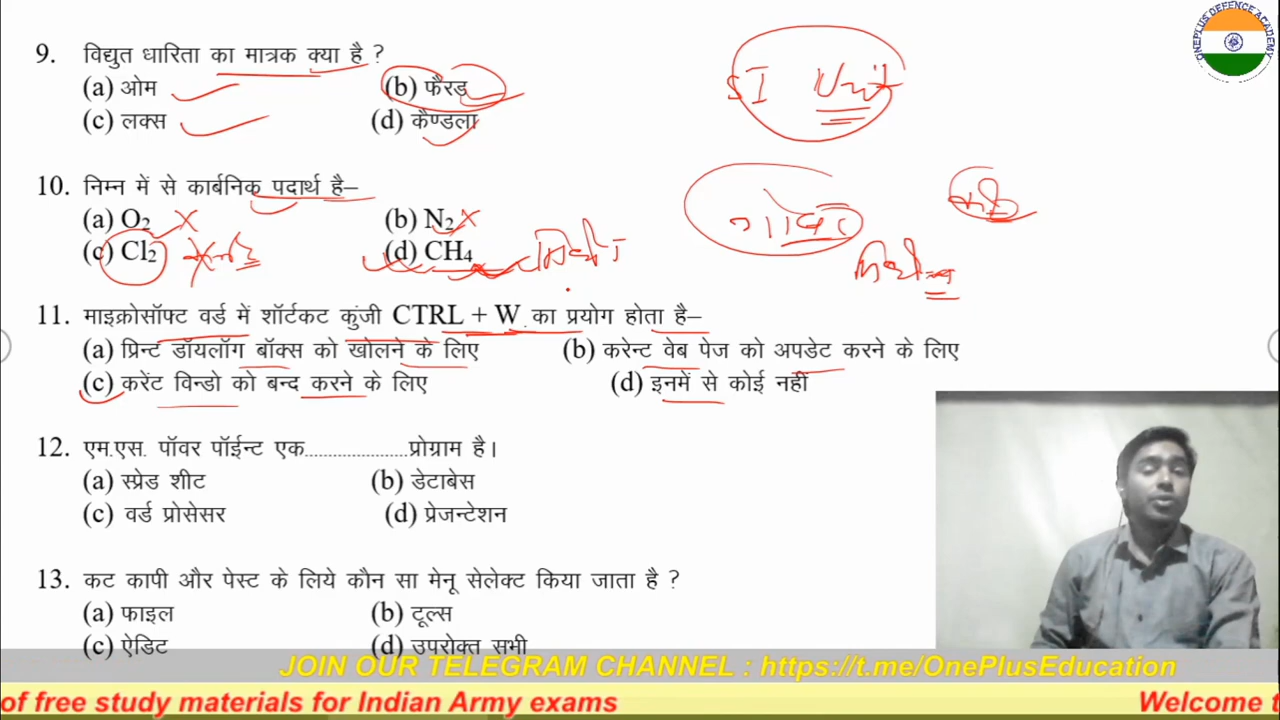 9. विद्युत धारिता का मात्रक क्या है ?
(a) ओम (b) फैरड
(c) लक्स (d) कैण्डला
SI Unit
10. निम्न में से कार्बनिक पदार्थ है–
(a) O2 (b) N2
(c) Cl2 (d) CH4
11. माइक्रोसॉफ्ट वर्ड में शॉर्टकट कुंजी CTRL + W का प्रयोग होता है–
(a) प्रिन्ट डॉयलॉग बॉक्स को खोलने के लिए (b) करेन्ट वेब पेज को अपडेट करने के लिए
(c) करेंट विन्डो को बन्द करने के लिए (d) इनमें से कोई नहीं
12. एम.एस. पॉवर पॉईन्ट एक.....................प्रोग्राम है।
(a) स्प्रेड शीट (b) डेटाबेस
(c) वर्ड प्रोसेसर (d) प्रेजन्टेशन
13. कट कापी और पेस्ट के लिये कौन सा मेनू सेलेक्ट किया जाता है ?
(a) फाइल (b) टूल्स
(c) ऐडिट (d) उपरोक्त सभी
ONEPLUS DEFENCE ACADEMY
JOIN OUR TELEGRAM CHANNEL : https://t.me/OnePlusEducation
of free study materials for Indian Army exams Welcome t